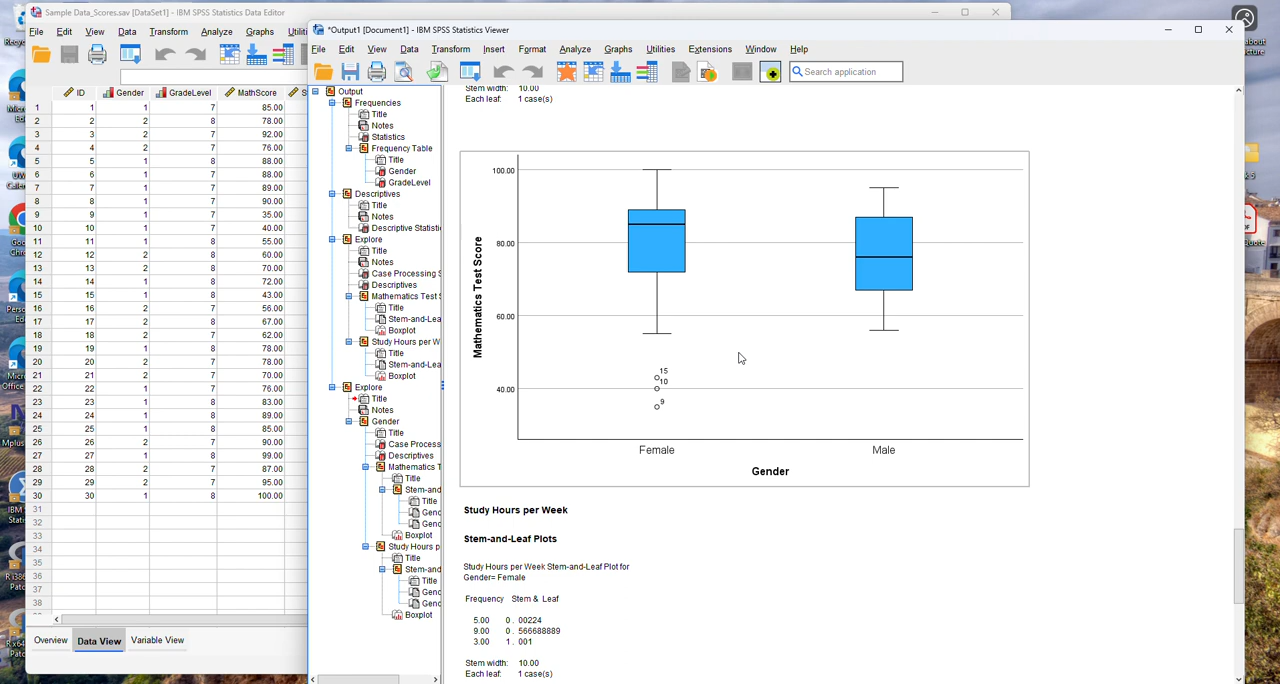 Sample Data_Scores.sav [DataSet1] - IBM SPSS Statistics Data Editor
File Edit View Data Transform Analyze Graphs
ID Gender GradeLevel MathScore
1 1 1 7 85.00
2 2 2 8 78.00
3 3 2 7 92.00
4 4 2 7 76.00
5 5 1 8 88.00
6 6 1 7 88.00
7 7 1 7 89.00
8 8 1 7 90.00
9 9 1 7 35.00
10 10 1 7 40.00
11 11 1 8 55.00
12 12 2 8 60.00
13 13 2 8 70.00
14 14 1 8 72.00
15 15 1 8 43.00
16 16 2 7 56.00
17 17 2 8 67.00
18 18 2 7 62.00
19 19 1 8 78.00
20 20 2 7 78.00
21 21 2 7 70.00
22 22 1 7 76.00
23 23 1 8 83.00
24 24 1 8 89.00
25 25 1 8 85.00
26 26 2 7 90.00
27 27 1 8 99.00
28 28 2 7 87.00
29 29 2 7 95.00
30 30 1 8 100.00
31
32
33
34
35
36
37
38
Overview Data View Variable View
*Output1 [Document1] - IBM SPSS Statistics Viewer
File Edit View Data Transform Insert Format Analyze Graphs Utilities Extensions Window Help
Search application
Output
Frequencies
Title
Notes
Statistics
Frequency Table
Title
Gender
GradeLevel
Descriptives
Title
Notes
Descriptive Statisti
Explore
Title
Notes
Case Processing S
Descriptives
Mathematics Test S
Title
Stem-and-Lea
Boxplot
Study Hours per W
Title
Stem-and-Lea
Boxplot
Explore
Title
Notes
Gender
Title
Case Process
Descriptives
Mathematics T
Title
Stem-and
Title
Gend
Gend
Boxplot
Study Hours p
Title
Stem-and
Title
Gend
Gend
Boxplot
Stem width: 10.00
Each leaf: 1 case(s)
Mathematics Test Score
100.00
80.00
60.00
40.00
15
10
9
Female Male
Gender
Study Hours per Week
Stem-and-Leaf Plots
Study Hours per Week Stem-and-Leaf Plot for
Gender= Female
Frequency Stem & Leaf
5.00 0 . 00224
9.00 0 . 566688889
3.00 1 . 001
Stem width: 10.00
Each leaf: 1 case(s)